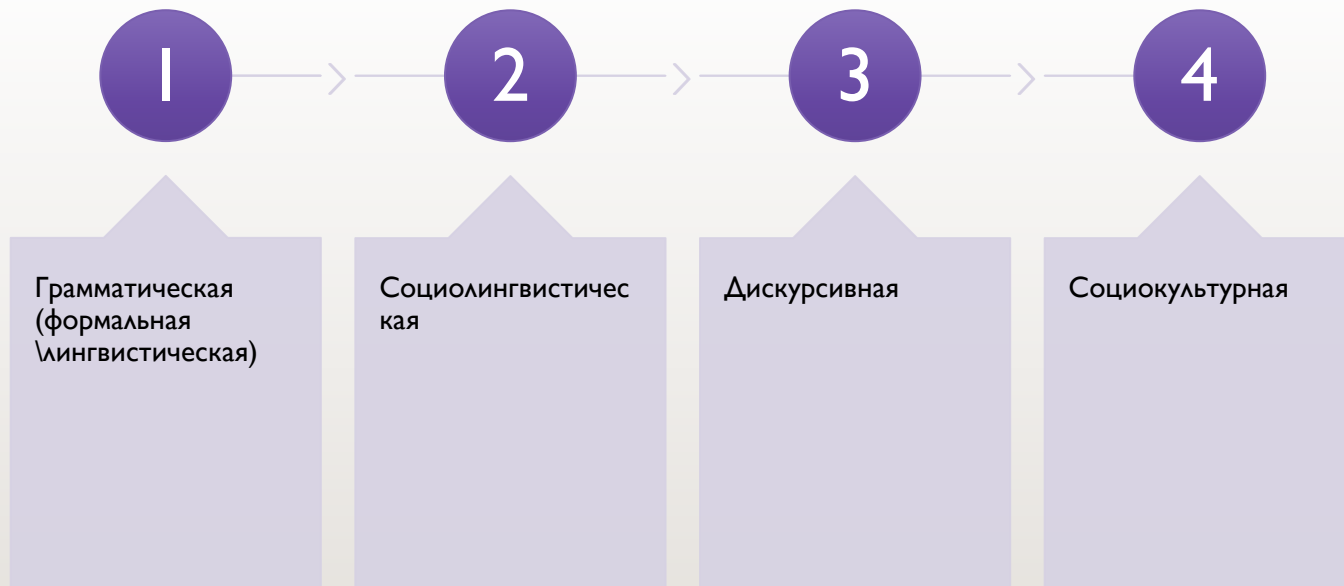 1
2
3
4
Грамматическая
(формальная
\лингвистическая)
Социолингвистичес
кая
Дискурсивная
Социокультурная